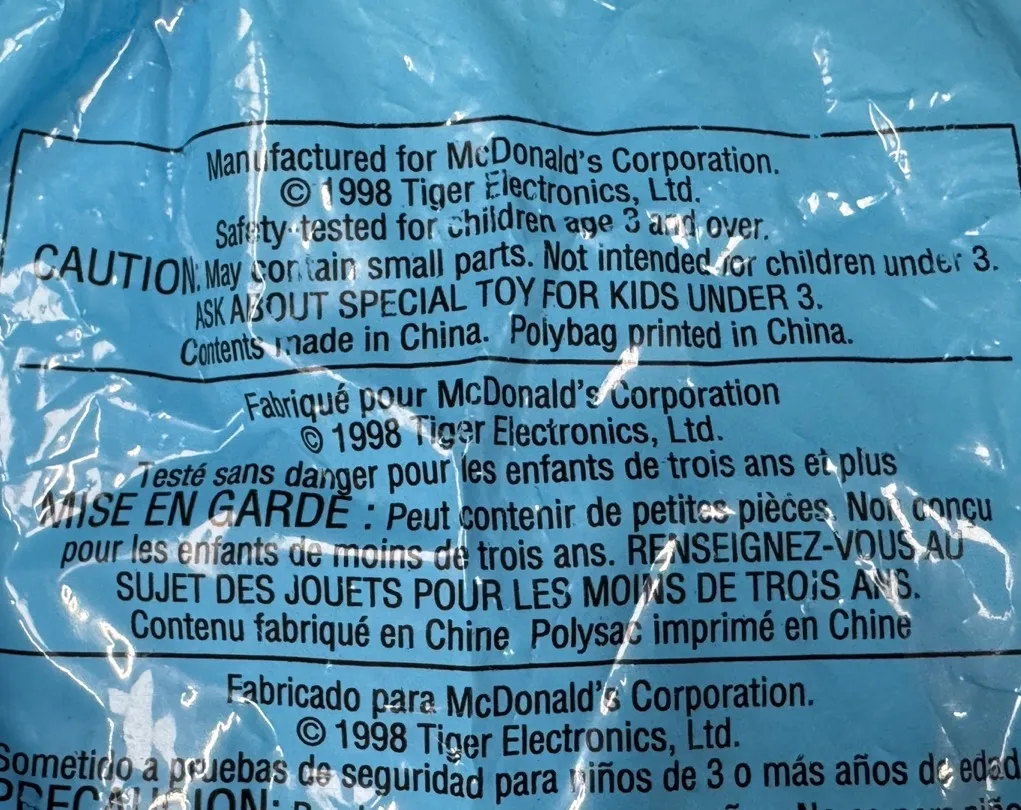 Manufactured for McDonald's Corporation.
© 1998 Tiger Electronics, Ltd.
Safety tested for children age 3 and over.
CAUTION: May contain small parts. Not intended for children under 3.
ASK ABOUT SPECIAL TOY FOR KIDS UNDER 3.
Contents made in China. Polybag printed in China.
Fabriqué pour McDonald's Corporation
© 1998 Tiger Electronics, Ltd.
Testé sans danger pour les enfants de trois ans et plus
MISE EN GARDE : Peut contenir de petites pièces. Non conçu
pour les enfants de moins de trois ans. RENSEIGNEZ-VOUS AU
SUJET DES JOUETS POUR LES MOINS DE TROIS ANS.
Contenu fabriqué en Chine Polysac imprimé en Chine
Fabricado para McDonald's Corporation.
© 1998 Tiger Electronics, Ltd.
Sometido a pruebas de seguridad para niños de 3 o más años de edad
PRECAUCION: